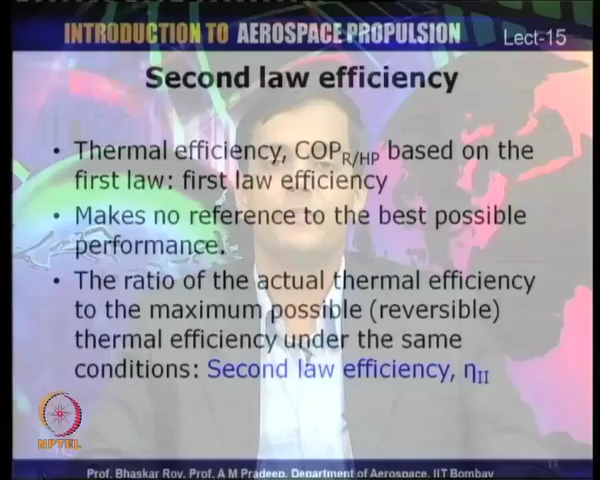 INTRODUCTION TO AEROSPACE PROPULSION
Lect-15
Second law efficiency
• Thermal efficiency, COP_R/HP based on the
first law: first law efficiency
• Makes no reference to the best possible
performance.
• The ratio of the actual thermal efficiency
to the maximum possible (reversible)
thermal efficiency under the same
conditions: Second law efficiency, η_II
NPTEL
Prof. Bhaskar Roy, Prof. A M Pradeep, Department of Aerospace, IIT Bombay